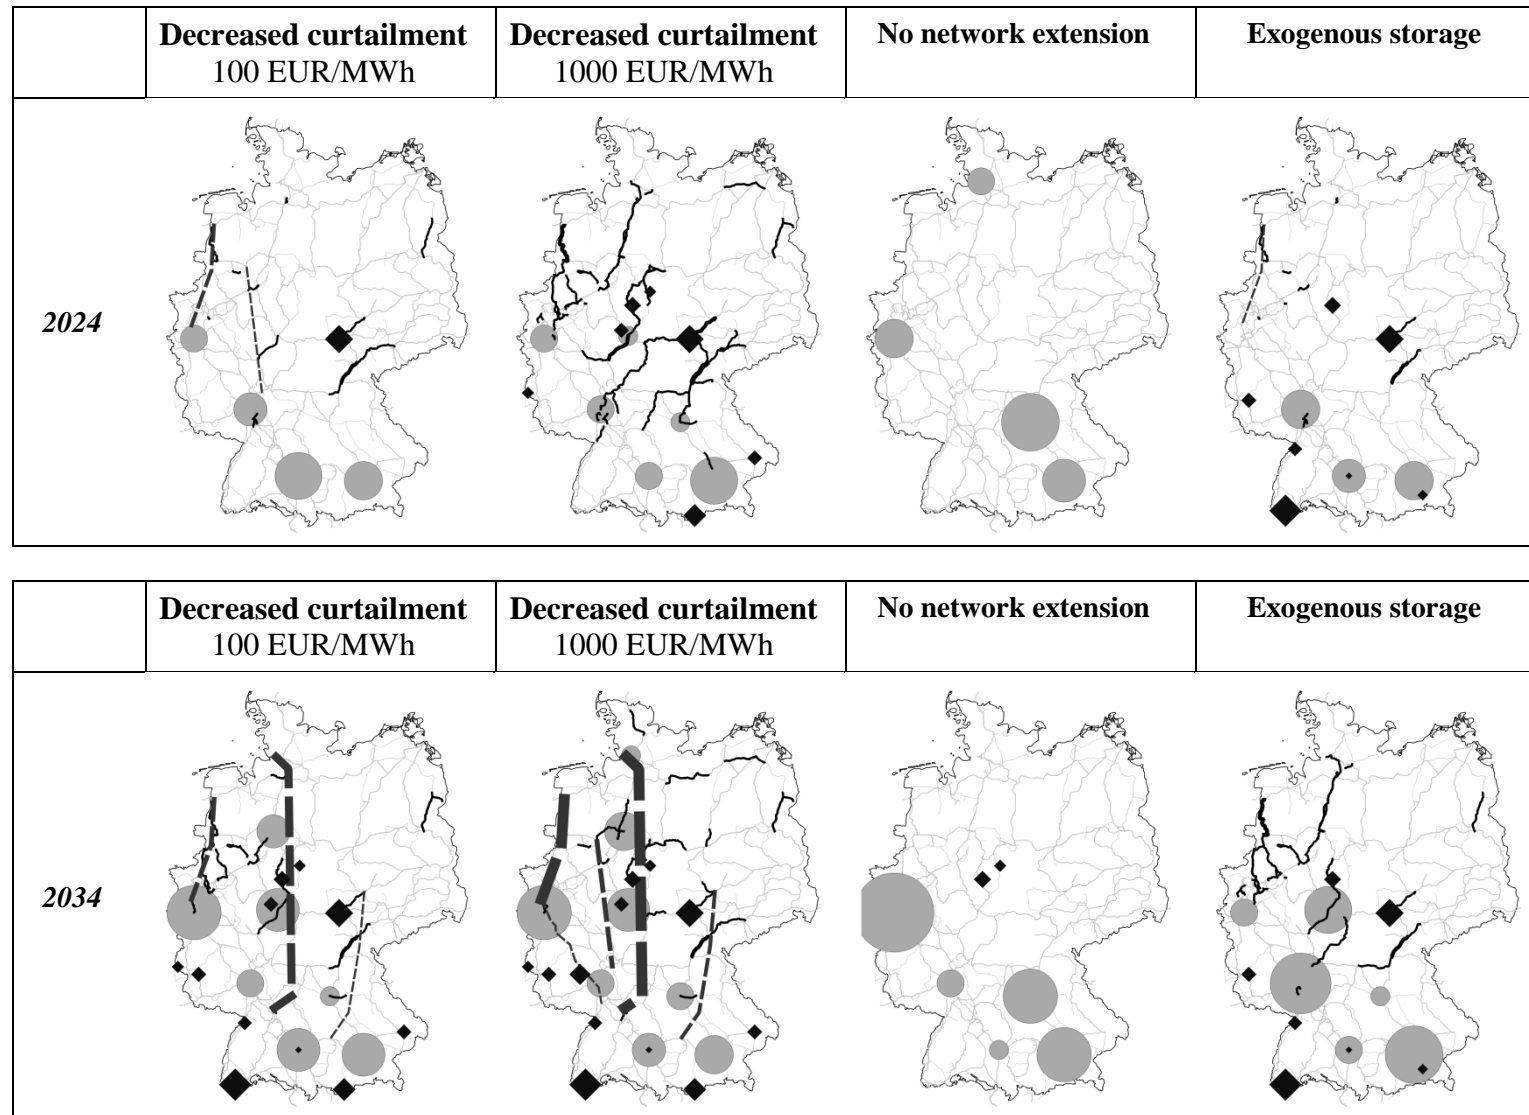 Decreased curtailment
100 EUR/MWh
Decreased curtailment
1000 EUR/MWh
No network extension
Exogenous storage
2024
Decreased curtailment
100 EUR/MWh
Decreased curtailment
1000 EUR/MWh
No network extension
Exogenous storage
2034